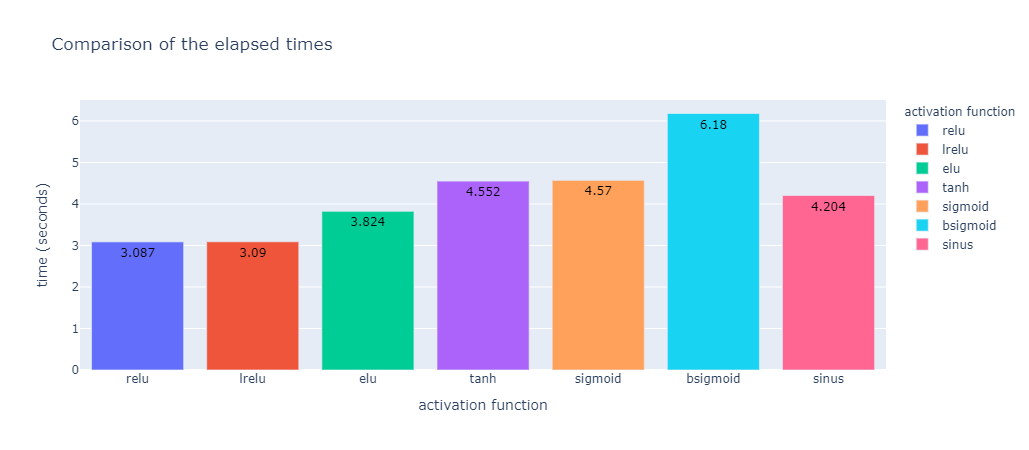 Comparison of the elapsed times
time (seconds)
6
5
4
3
2
1
0
3.087
3.09
3.824
4.552
4.57
6.18
4.204
relu
lrelu
elu
tanh
sigmoid
bsigmoid
sinus
activation function
activation function
relu
lrelu
elu
tanh
sigmoid
bsigmoid
sinus